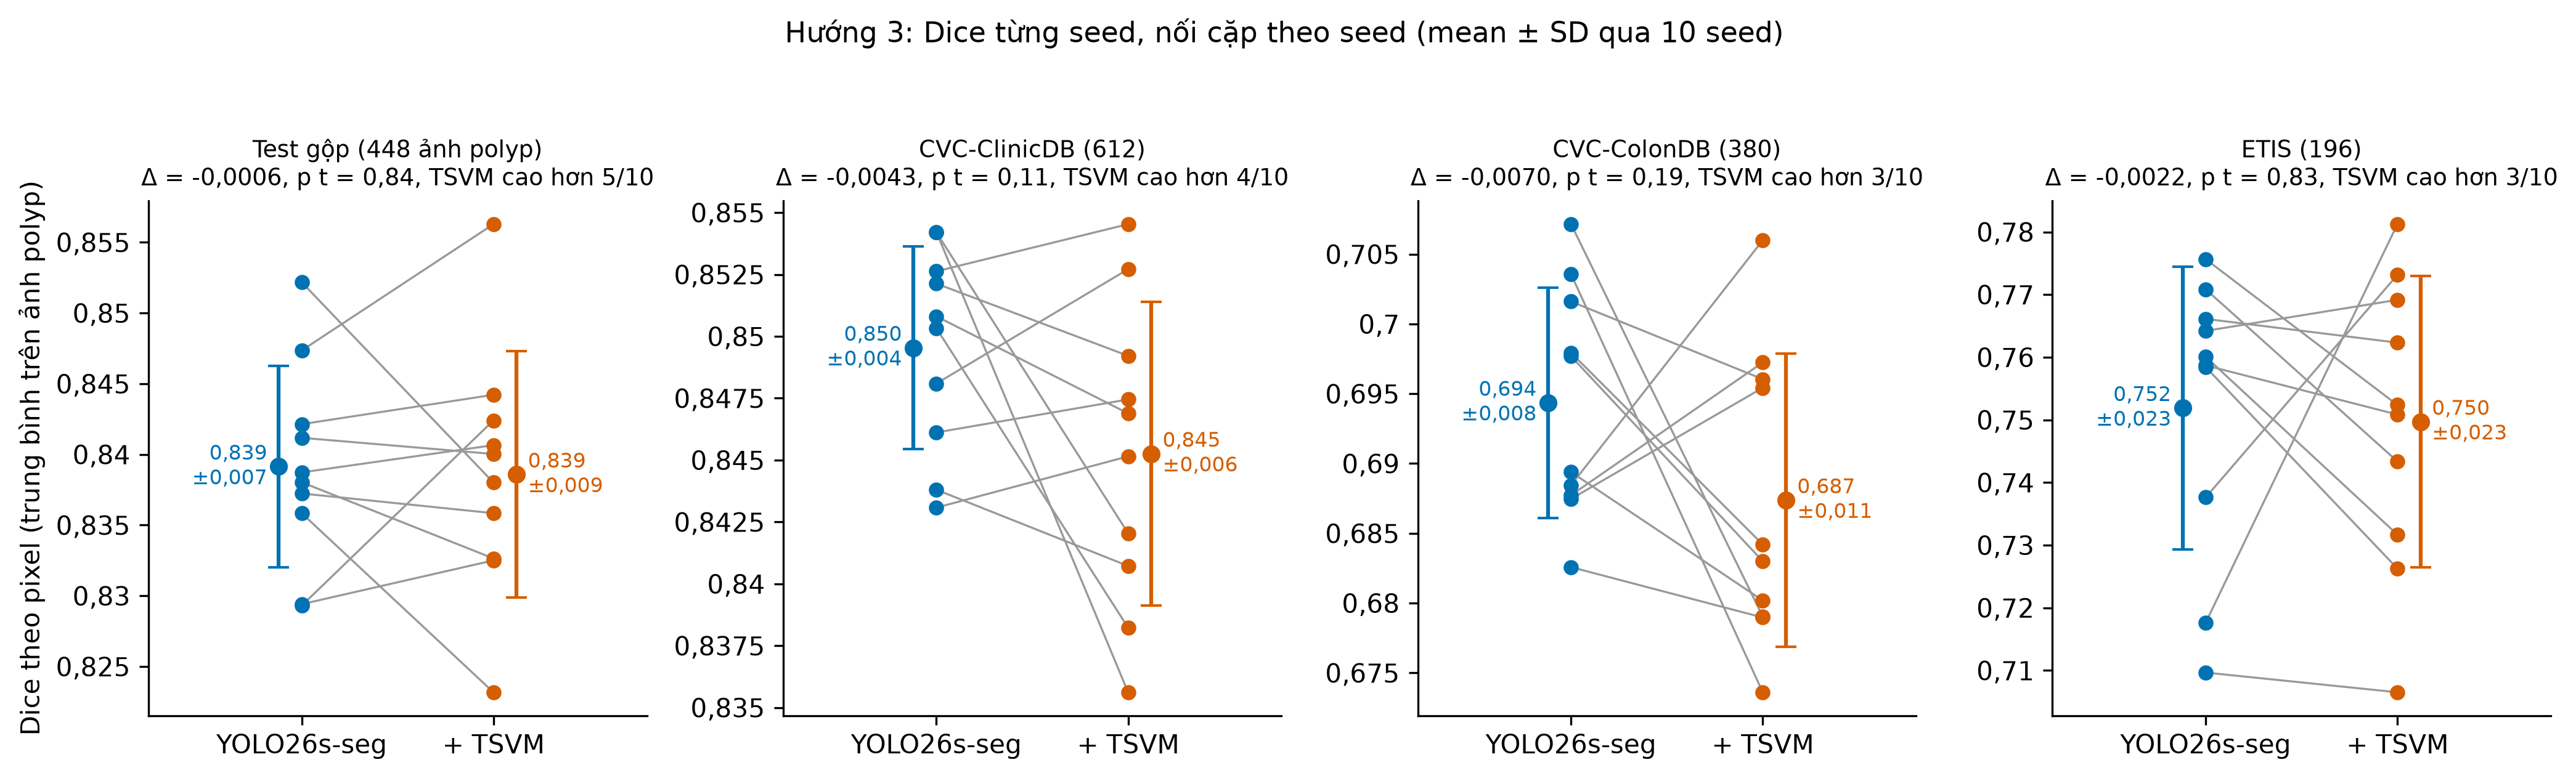 Hướng 3: Dice từng seed, nối cặp theo seed (mean ± SD qua 10 seed)
Dice theo pixel (trung bình trên ảnh polyp)
Test gộp (448 ảnh polyp)
Δ = -0,0006, p t = 0,84, TSVM cao hơn 5/10
0,855
0,85
0,845
0,84
0,835
0,83
0,825
0,839
±0,007
0,839
±0,009
YOLO26s-seg
+ TSVM
CVC-ClinicDB (612)
Δ = -0,0043, p t = 0,11, TSVM cao hơn 4/10
0,855
0,8525
0,85
0,8475
0,845
0,8425
0,84
0,8375
0,835
0,850
±0,004
0,845
±0,006
YOLO26s-seg
+ TSVM
CVC-ColonDB (380)
Δ = -0,0070, p t = 0,19, TSVM cao hơn 3/10
0,705
0,7
0,695
0,69
0,685
0,68
0,675
0,694
±0,008
0,687
±0,011
YOLO26s-seg
+ TSVM
ETIS (196)
Δ = -0,0022, p t = 0,83, TSVM cao hơn 3/10
0,78
0,77
0,76
0,75
0,74
0,73
0,72
0,71
0,752
±0,023
0,750
±0,023
YOLO26s-seg
+ TSVM